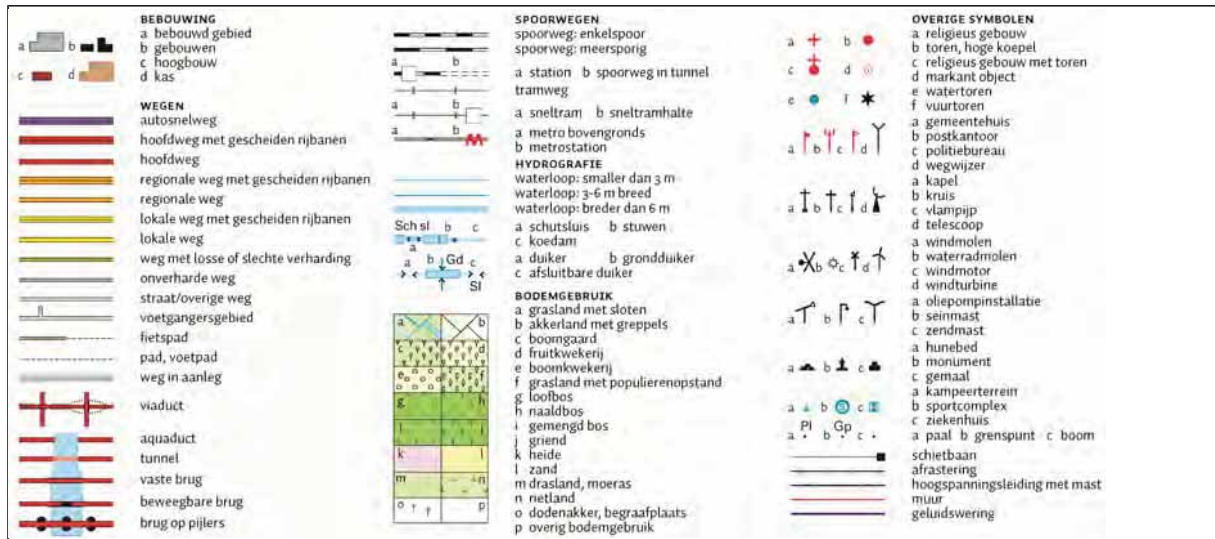 BEBOUWING
a bebouwd gebied
a b
b gebouwen
c hoogbouw
c d
d kas
WEGEN
autosnelweg
hoofdweg met gescheiden rijbanen
hoofdweg
regionale weg met gescheiden rijbanen
regionale weg
lokale weg met gescheiden rijbanen
lokale weg
weg met losse of slechte verharding
onverharde weg
straat/overige weg
voetgangersgebied
fietspad
pad, voetpad
weg in aanleg
viaduct
aquaduct
tunnel
vaste brug
beweegbare brug
brug op pijlers
SPOORWEGEN
spoorweg: enkelspoor
spoorweg: meersporig
a b
a station b spoorweg in tunnel
tramweg
a b
a sneltram b sneltramhalte
a b
a metro bovengronds
b metrostation
HYDROGRAFIE
waterloop: smaller dan 3 m
waterloop: 3-6 m breed
waterloop: breder dan 6 m
Sch sl b c
a
a schutsluis b stuwen
c koedam
a b Gd c
Sl
a duiker b grondduiker
c afsluitbare duiker
BODEMGEBRUIK
a b
a grasland met sloten
b akkerland met greppels
c d
c boomgaard
d fruitkwekerij
e f
e boomkwekerij
f grasland met populierenopstand
g h
g loofbos
h naaldbos
i j
i gemengd bos
j griend
k l
k heide
l zand
m n
m drasland, moeras
n rietland
o p
o dodenakker, begraafplaats
p overig bodemgebruik
OVERIGE SYMBOLEN
a b
a religieus gebouw
b toren, hoge koepel
c d
c religieus gebouw met toren
d markant object
e f
e watertoren
f vuurtoren
a b c d
a gemeentehuis
b postkantoor
c politiebureau
d wegwijzer
a b c d
a kapel
b kruis
c vlampijp
d telescoop
a b c d
a windmolen
b waterradmolen
c windmotor
d windturbine
a b c
a oliepompinstallatie
b seinmast
c zendmast
a b c
a hunebed
b monument
c gemaal
a b c
a kampeerterrein
b sportcomplex
c ziekenhuis
Pl Gp
a b c
a paal b grenspunt c boom
schietbaan
afrastering
hoogspanningsleiding met mast
muur
geluidswering